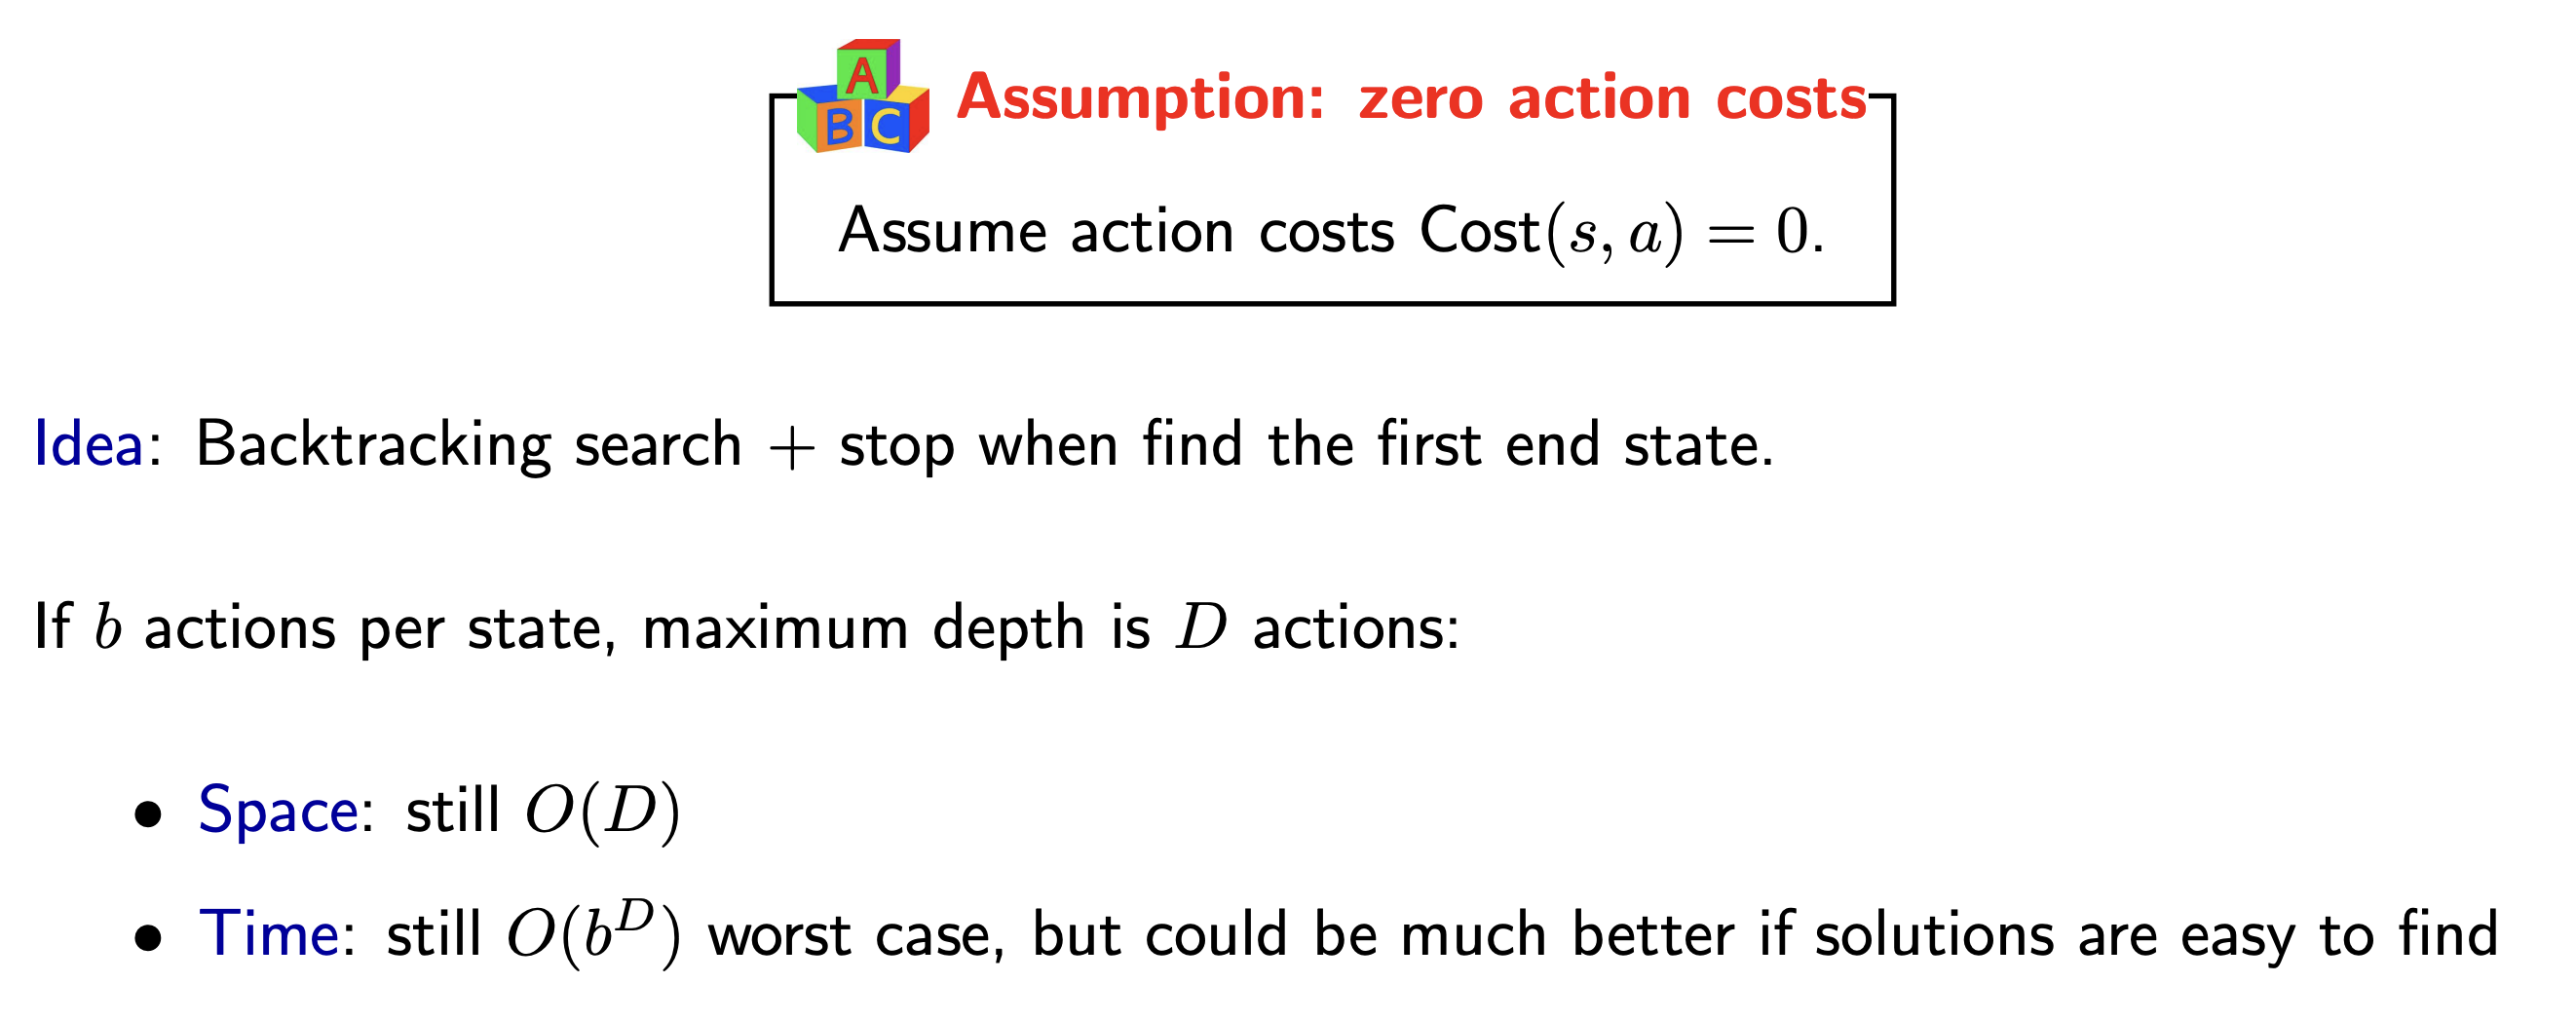 A
B C
Assumption: zero action costs
Assume action costs Cost(s, a) = 0.
Idea: Backtracking search + stop when find the first end state.
If b actions per state, maximum depth is D actions:
• Space: still O(D)
• Time: still O(b^D) worst case, but could be much better if solutions are easy to find